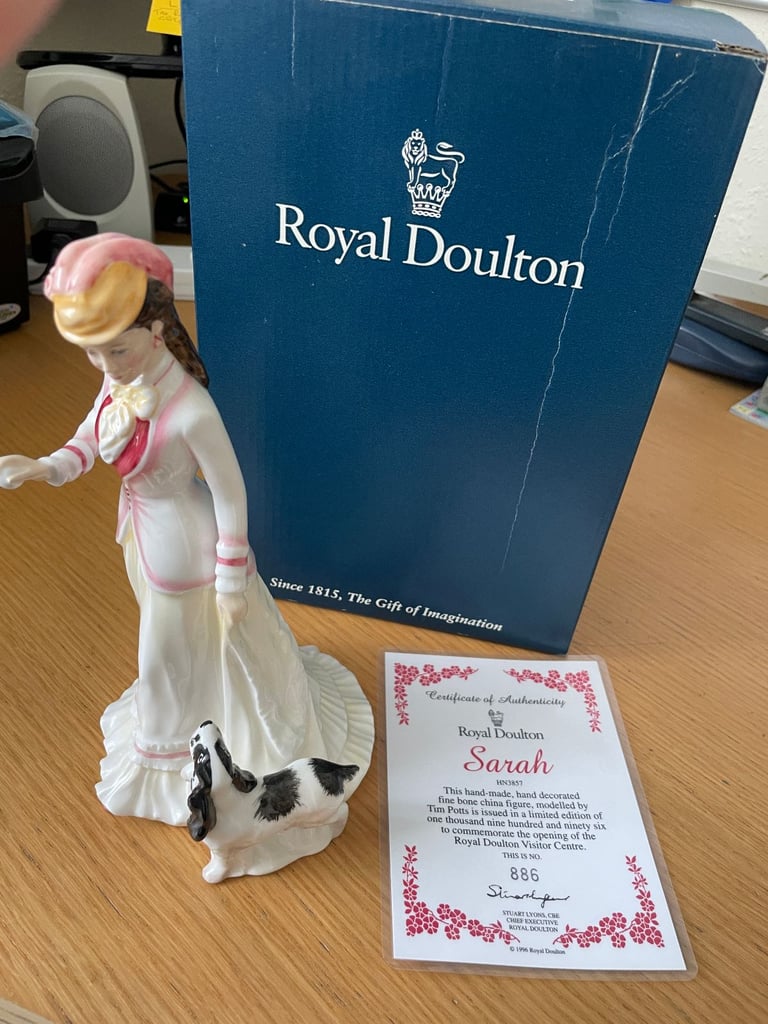 Royal Doulton
Since 1815, The Gift of Imagination
Certificate of Authenticity
Royal Doulton
Sarah
HN3857
This hand-made, hand decorated
fine bone china figure, modelled by
Tim Potts is issued in a limited edition of
one thousand nine hundred and ninety six
to commemorate the opening of the
Royal Doulton Visitor Centre.
THIS IS NO.
886
STUART LYONS, CBE
CHIEF EXECUTIVE
ROYAL DOULTON
© 1996 Royal Doulton